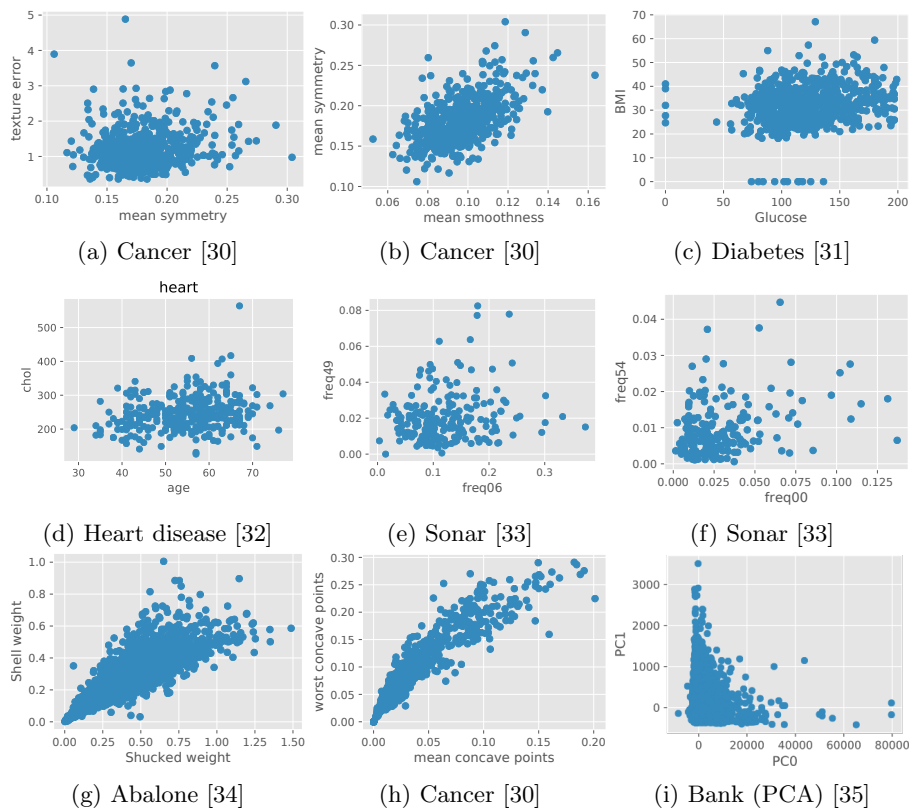 5
4
3
2
1
texture error
0.10 0.15 0.20 0.25 0.30
mean symmetry
(a) Cancer [30]
0.30
0.25
0.20
0.15
0.10
mean symmetry
0.06 0.08 0.10 0.12 0.14 0.16
mean smoothness
(b) Cancer [30]
70
60
50
40
30
20
10
0
BMI
0 50 100 150 200
Glucose
(c) Diabetes [31]
heart
500
400
300
200
chol
30 40 50 60 70
age
(d) Heart disease [32]
0.08
0.06
0.04
0.02
0.00
freq49
0.0 0.1 0.2 0.3
freq06
(e) Sonar [33]
0.04
0.03
0.02
0.01
0.00
freq54
0.000 0.025 0.050 0.075 0.100 0.125
freq00
(f) Sonar [33]
1.0
0.8
0.6
0.4
0.2
0.0
Shell weight
0.00 0.25 0.50 0.75 1.00 1.25 1.50
Shucked weight
(g) Abalone [34]
0.30
0.25
0.20
0.15
0.10
0.05
0.00
worst concave points
0.00 0.05 0.10 0.15 0.20
mean concave points
(h) Cancer [30]
3000
2000
1000
0
PC1
0 20000 40000 60000 80000
PC0
(i) Bank (PCA) [35]